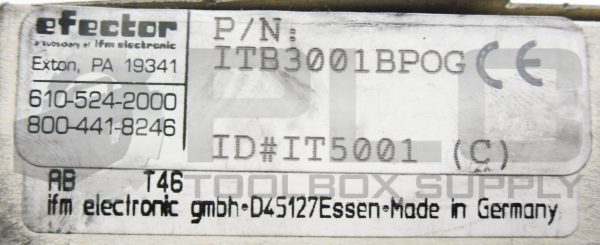 efector
a subsidiary of ifm electronic
Exton, PA 19341
610-524-2000
800-441-8246
P/N:
ITB3001BPOG CE
ID#IT5001 (C)
AB T46
ifm electronic gmbh·D45127Essen·Made in Germany
PLC
TOOLBOX SUPPLY